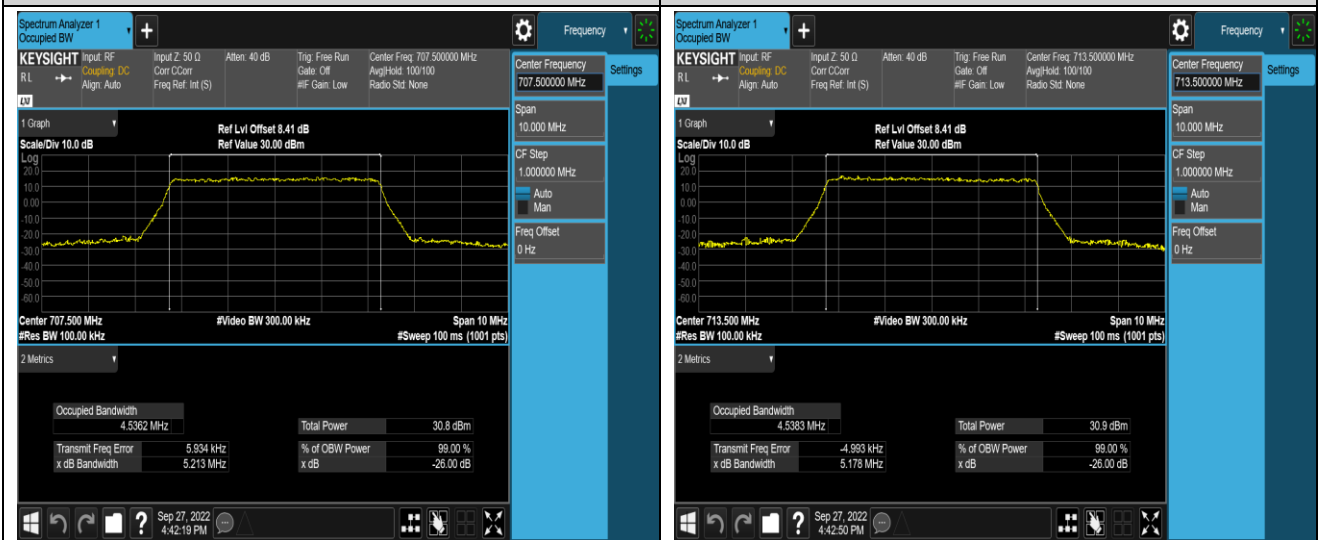 Spectrum Analyzer 1
Occupied BW
+
Frequency
KEYSIGHT Input: RF Input Z: 50 Ω Atten: 40 dB Trig: Free Run Center Freq: 707.500000 MHz
R L Coupling: DC Corr CCorr Gate: Off Avg|Hold: 100/100
Align: Auto Freq Ref: Int (S) #IF Gain: Low Radio Std: None
LXI
Center Frequency
707.500000 MHz
Settings
Span
10.000 MHz
CF Step
1.000000 MHz
Auto
Man
Freq Offset
0 Hz
1 Graph
Ref Lvl Offset 8.41 dB
Scale/Div 10.0 dB Ref Value 30.00 dBm
Log
20.0
10.0
0.00
-10.0
-20.0
-30.0
-40.0
-50.0
-60.0
Center 707.500 MHz #Video BW 300.00 kHz Span 10 MHz
#Res BW 100.00 kHz #Sweep 100 ms (1001 pts)
2 Metrics
Occupied Bandwidth
4.5362 MHz Total Power 30.8 dBm
Transmit Freq Error 5.934 kHz % of OBW Power 99.00 %
x dB Bandwidth 5.213 MHz x dB -26.00 dB
? Sep 27, 2022
4:42:19 PM
Spectrum Analyzer 1
Occupied BW
+
Frequency
KEYSIGHT Input: RF Input Z: 50 Ω Atten: 40 dB Trig: Free Run Center Freq: 713.500000 MHz
R L Coupling: DC Corr CCorr Gate: Off Avg|Hold: 100/100
Align: Auto Freq Ref: Int (S) #IF Gain: Low Radio Std: None
LXI
Center Frequency
713.500000 MHz
Settings
Span
10.000 MHz
CF Step
1.000000 MHz
Auto
Man
Freq Offset
0 Hz
1 Graph
Ref Lvl Offset 8.41 dB
Scale/Div 10.0 dB Ref Value 30.00 dBm
Log
20.0
10.0
0.00
-10.0
-20.0
-30.0
-40.0
-50.0
-60.0
Center 713.500 MHz #Video BW 300.00 kHz Span 10 MHz
#Res BW 100.00 kHz #Sweep 100 ms (1001 pts)
2 Metrics
Occupied Bandwidth
4.5383 MHz Total Power 30.9 dBm
Transmit Freq Error -4.993 kHz % of OBW Power 99.00 %
x dB Bandwidth 5.178 MHz x dB -26.00 dB
? Sep 27, 2022
4:42:50 PM